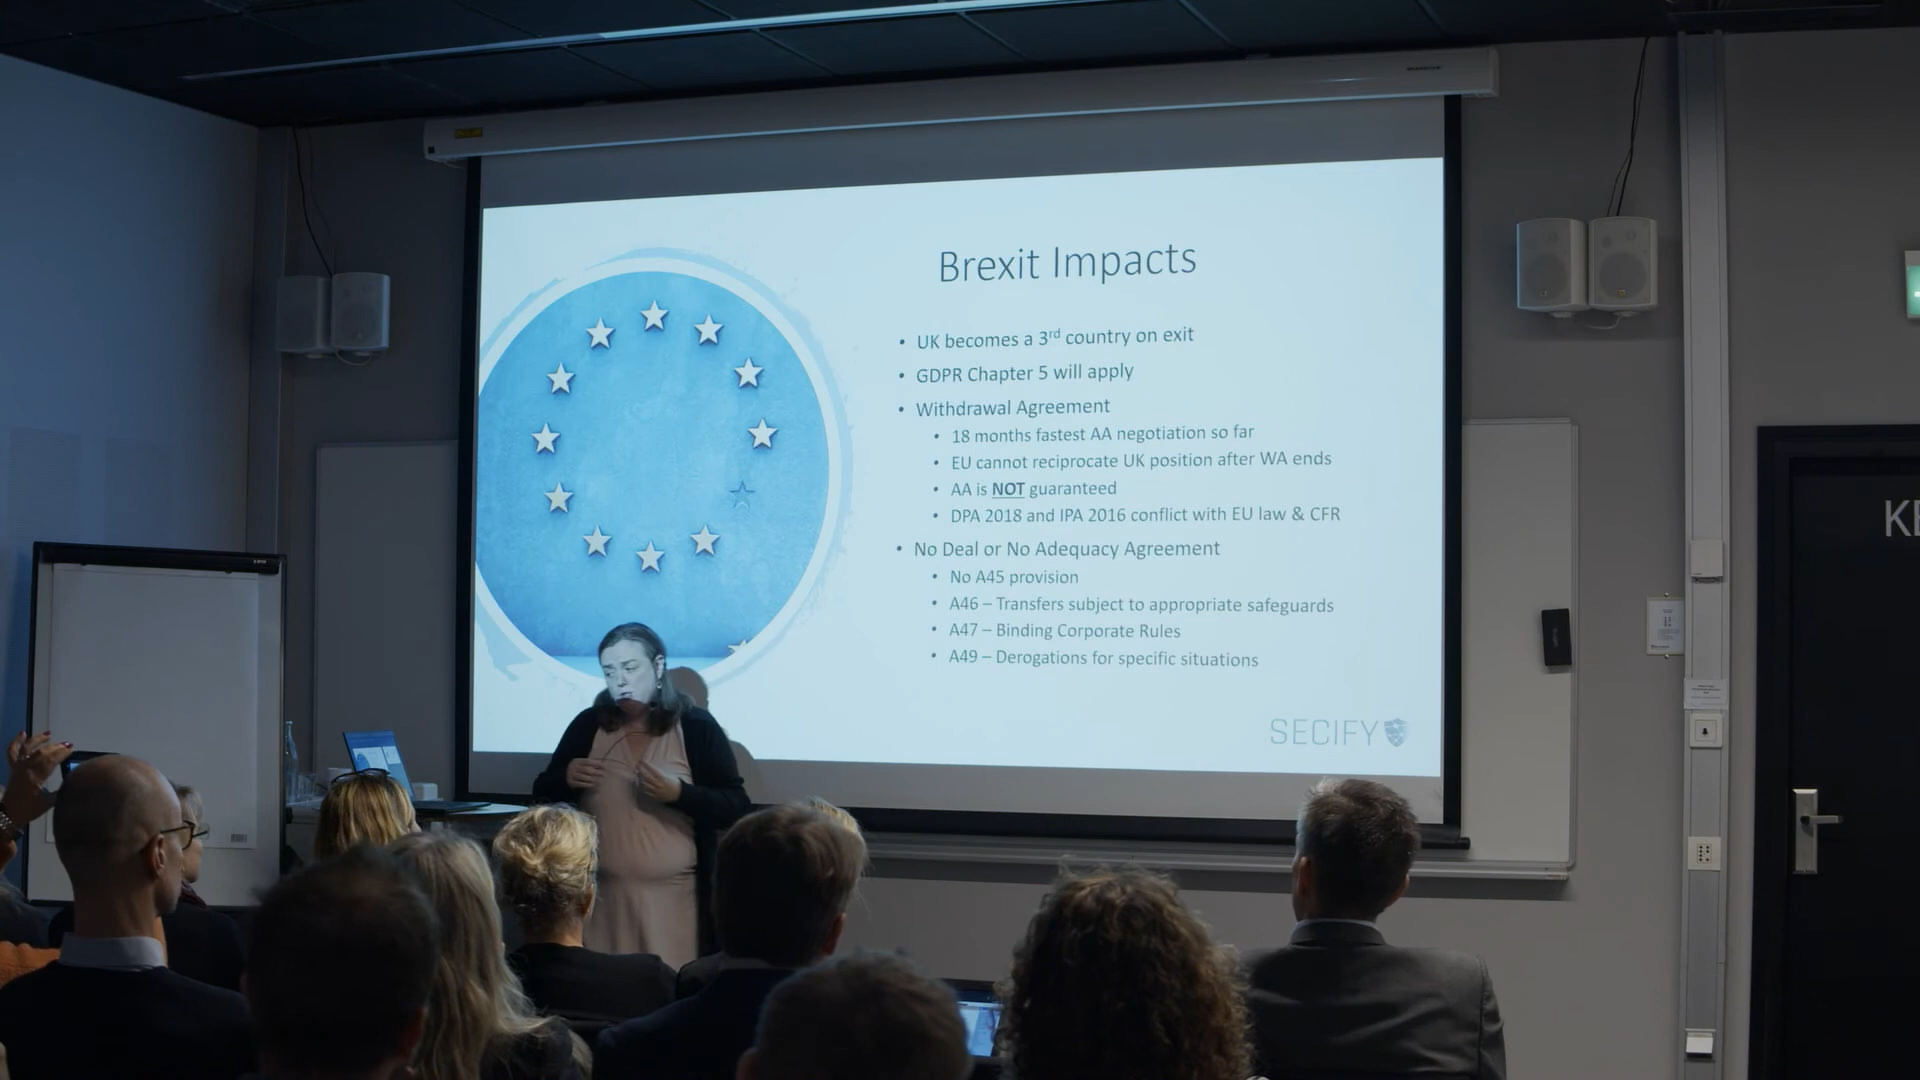 Brexit Impacts
• UK becomes a 3rd country on exit
• GDPR Chapter 5 will apply
• Withdrawal Agreement
• 18 months fastest AA negotiation so far
• EU cannot reciprocate UK position after WA ends
• AA is NOT guaranteed
• DPA 2018 and IPA 2016 conflict with EU law & CFR
• No Deal or No Adequacy Agreement
• No A45 provision
• A46 – Transfers subject to appropriate safeguards
• A47 – Binding Corporate Rules
• A49 – Derogations for specific situations
SECIFY